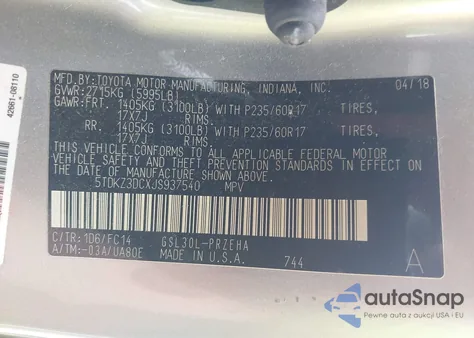 MFD.BY:TOYOTA MOTOR MANUFACTURING, INDIANA, INC.
04/18
GVWR:2715KG (5995LB)
GAWR:FRT. 1405KG (3100LB) WITH P235/60R17 TIRES,
17X7J RIMS,
RR. 1405KG (3100LB) WITH P235/60R17 TIRES,
17X7J RIMS,
THIS VEHICLE CONFORMS TO ALL APPLICABLE FEDERAL MOTOR
VEHICLE SAFETY AND THEFT PREVENTION STANDARDS IN EFFECT ON
THE DATE OF MANUFACTURE SHOWN ABOVE.
5TDKZ3DCXJS937540 MPV
C/TR:1D6/FC14 GSL30L-PRZEHA
A/TM:-03A/UA80E MADE IN U.S.A. 744
A
42661-08110
autoSnap
Pewne auta z aukcji USA i EU